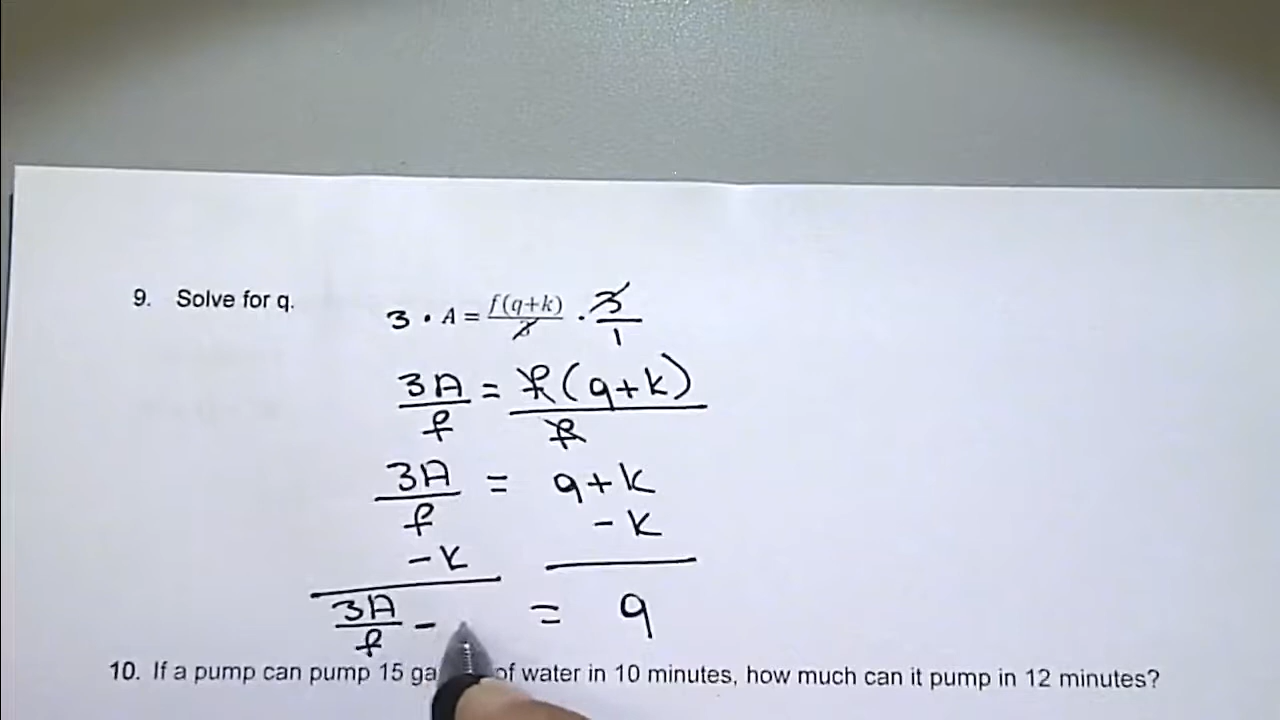 9. Solve for q.
3 · A = f(q+k)/3 · 3/1
3A/f = f(q+k)/f
3A/f = q+k
-k -k
3A/f - = q
10. If a pump can pump 15 ga of water in 10 minutes, how much can it pump in 12 minutes?